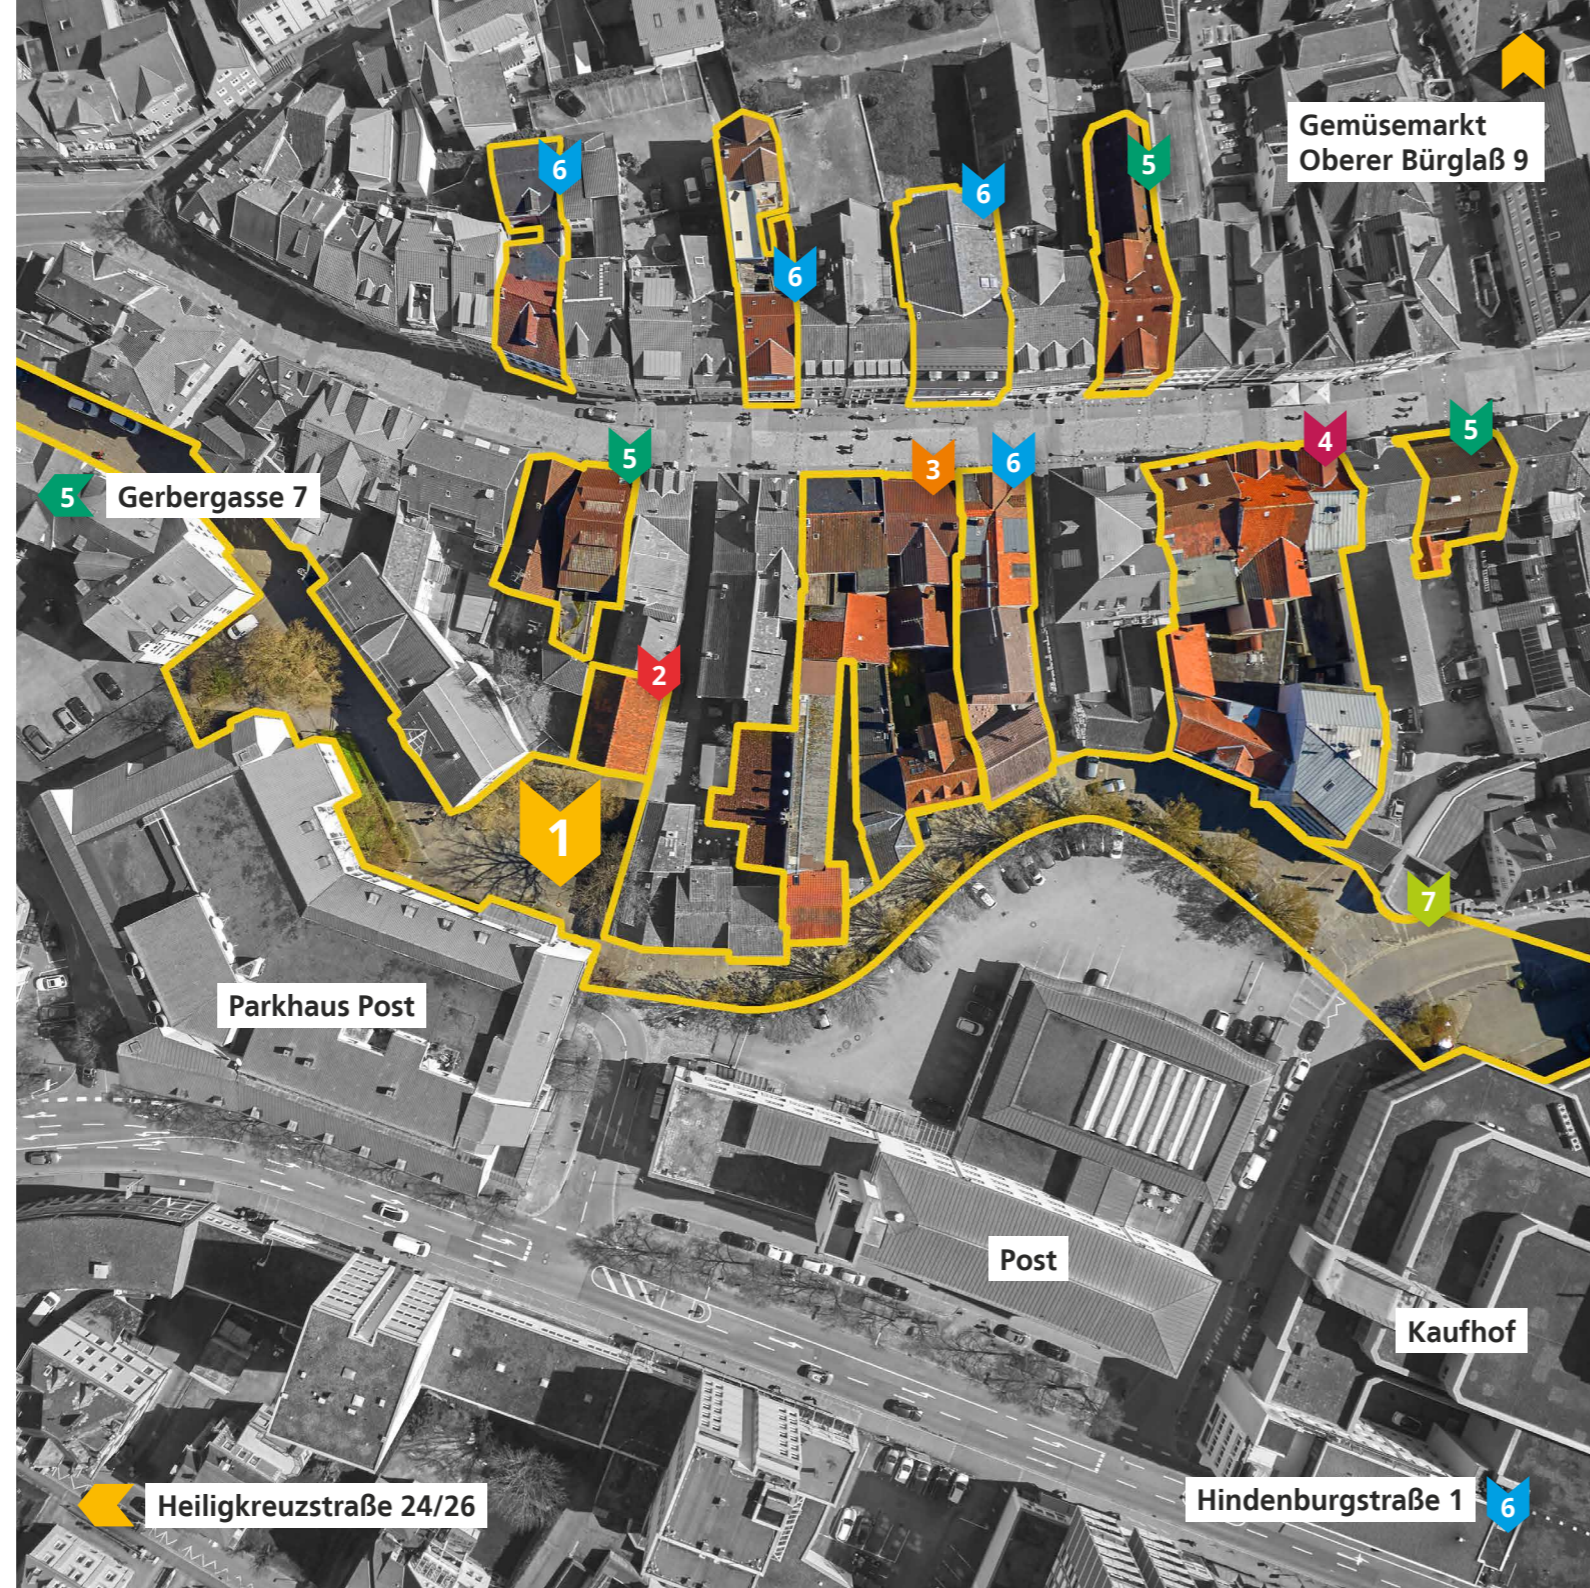 Gemüsemarkt
Oberer Bürglaß 9
6
5
6
6
4
5
5
3
6
5
Gerbergasse 7
2
1
7
Parkhaus Post
Post
Kaufhof
Heiligkreuzstraße 24/26
Hindenburgstraße 1
6